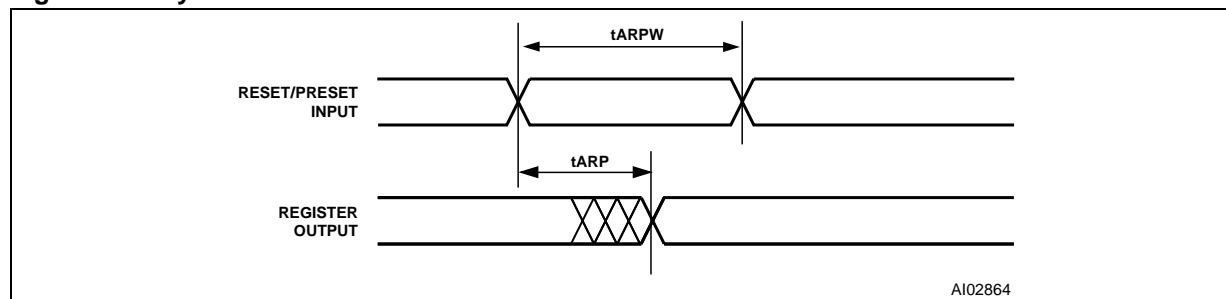 tARPW
RESET/PRESET
INPUT
tARP
REGISTER
OUTPUT
AI02864